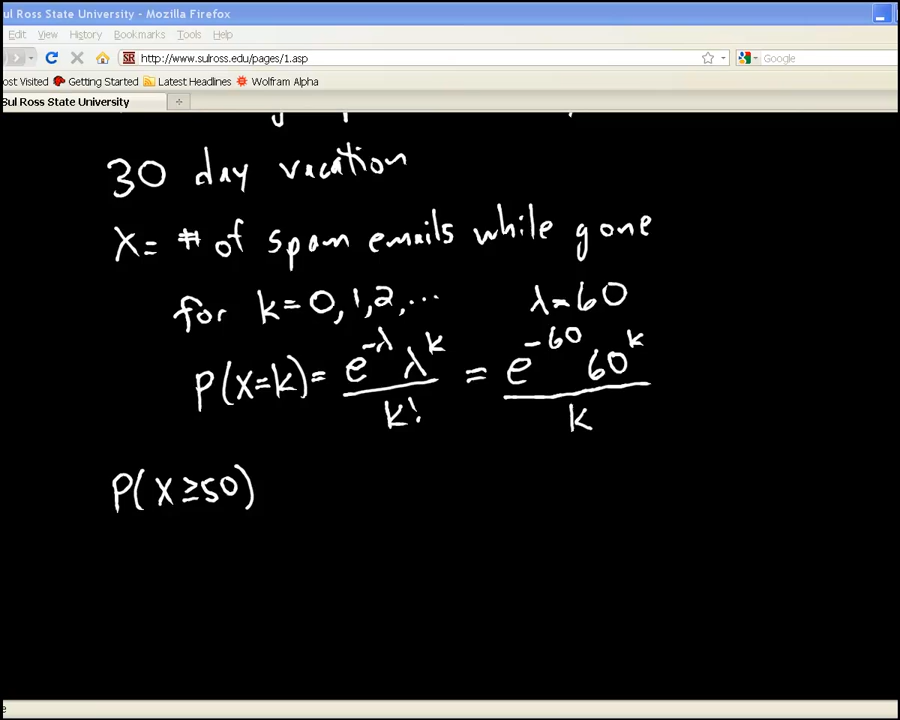 Sul Ross State University - Mozilla Firefox
Edit View History Bookmarks Tools Help
http://www.sulross.edu/pages/1.asp Google
ost Visited Getting Started Latest Headlines Wolfram Alpha
Sul Ross State University
30 day vacation
X = # of spam emails while gone
for k = 0, 1, 2, ... λ = 60
P(X=k) = e^{-λ} λ^k / k! = e^{-60} 60^k / k
P(X ≥ 50)